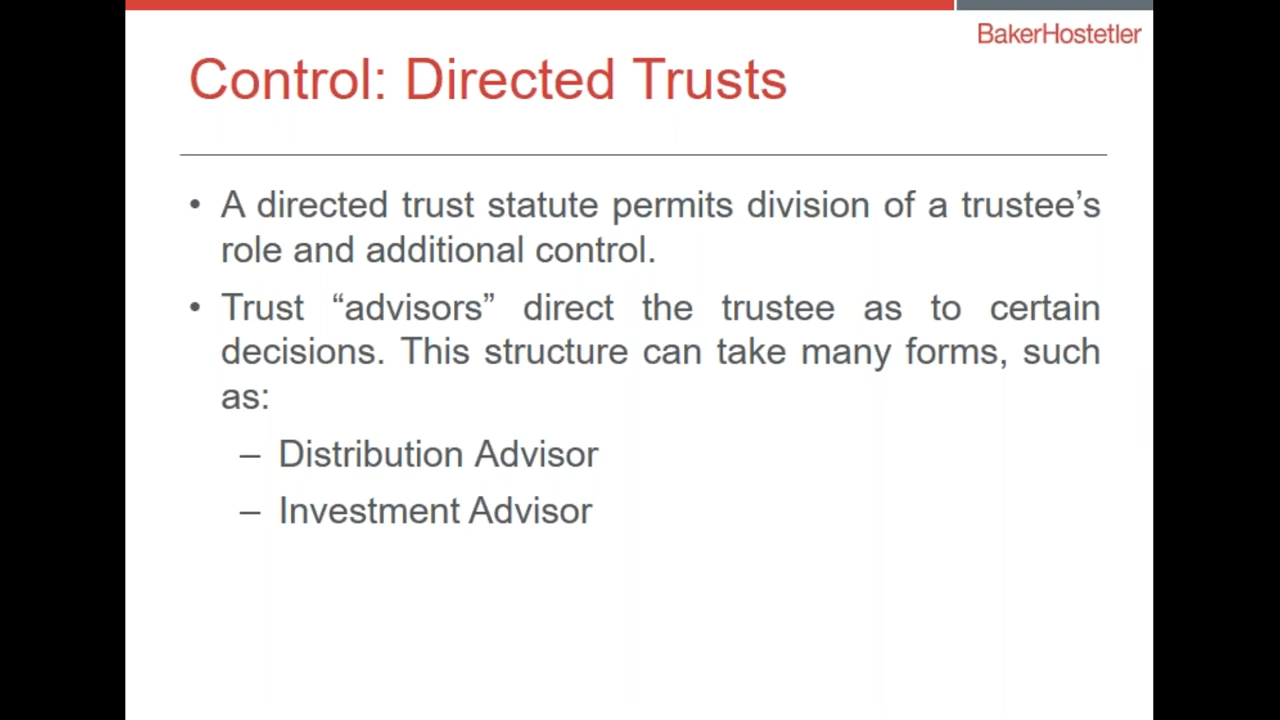 BakerHostetler
Control: Directed Trusts
• A directed trust statute permits division of a trustee’s
role and additional control.
• Trust “advisors” direct the trustee as to certain
decisions. This structure can take many forms, such
as:
– Distribution Advisor
– Investment Advisor